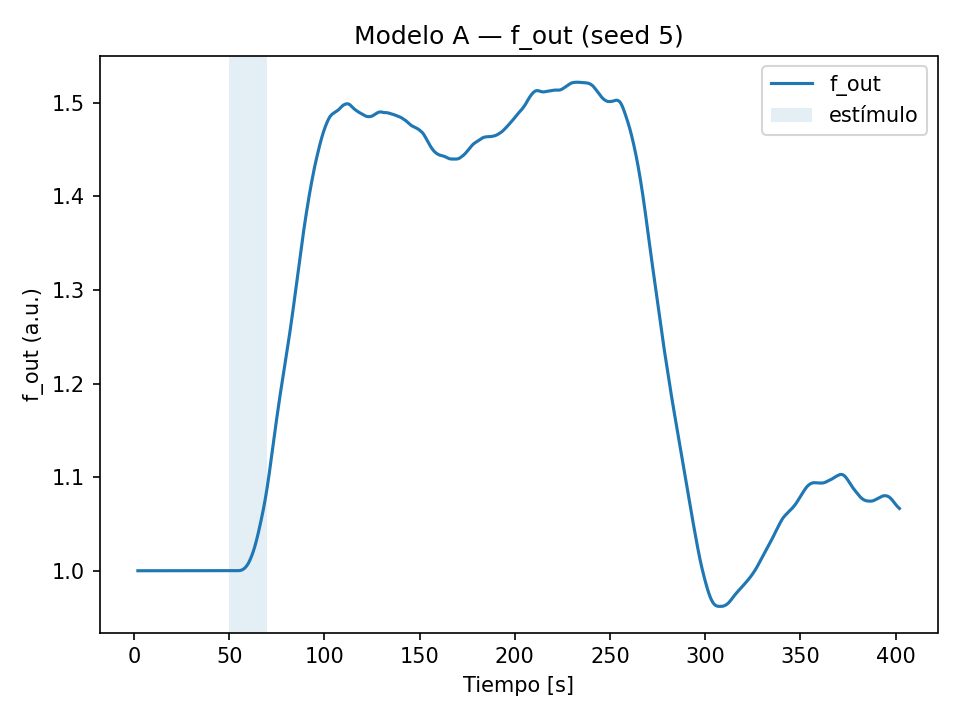 Modelo A — f_out (seed 5)
f_out
estímulo
f_out (a.u.)
1.5
1.4
1.3
1.2
1.1
1.0
0 50 100 150 200 250 300 350 400
Tiempo [s]